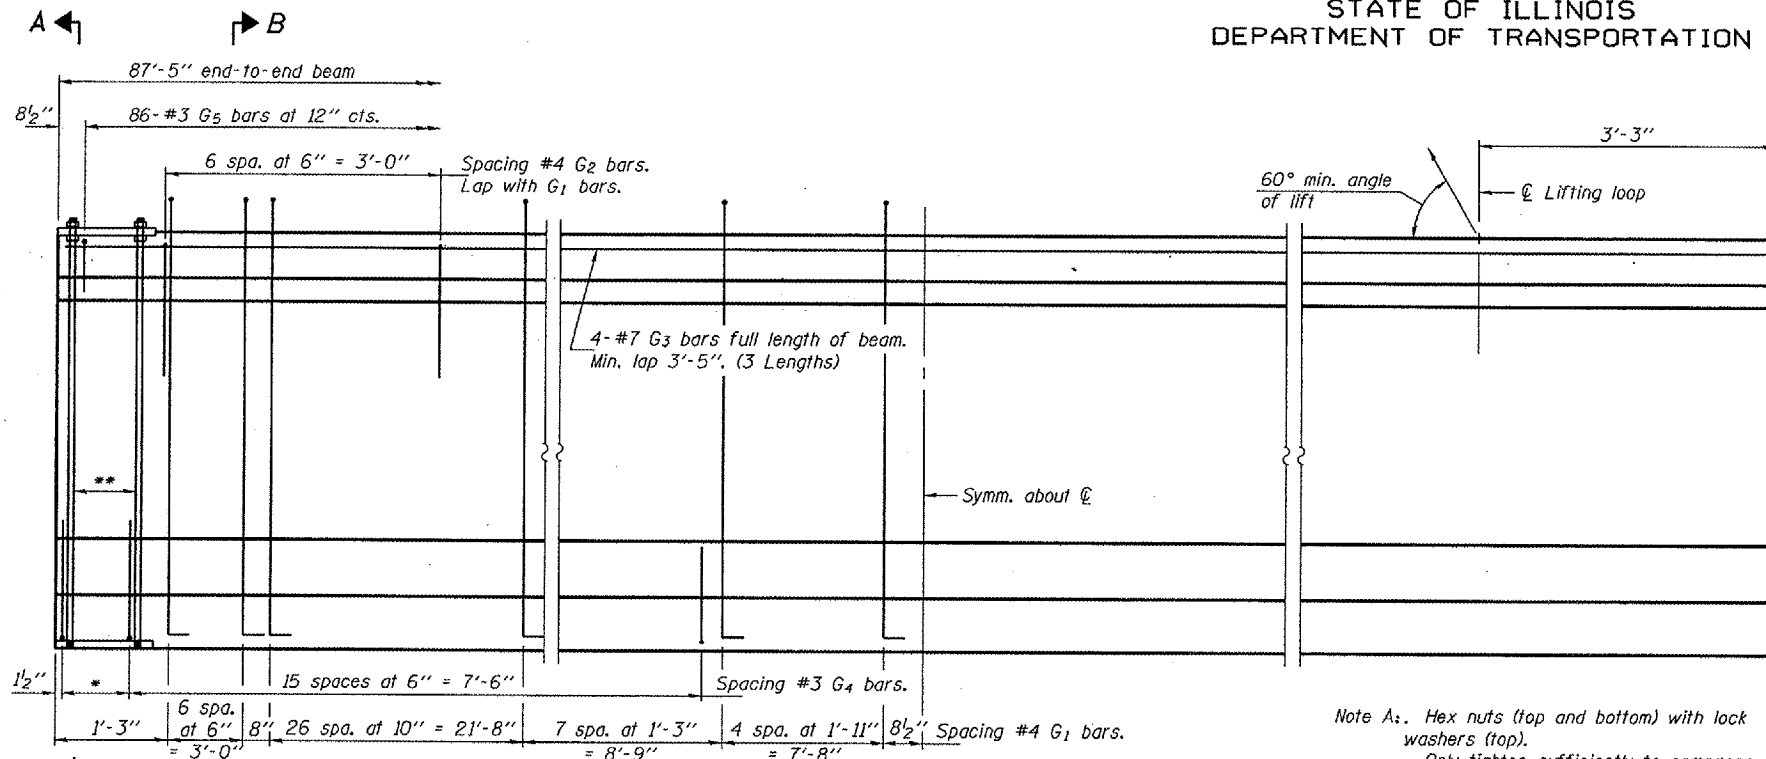 STATE OF ILLINOIS
DEPARTMENT OF TRANSPORTATION
A
B
87'-5" end-to-end beam
8½"
86-#3 G5 bars at 12" cts.
6 spa. at 6" = 3'-0"
Spacing #4 G2 bars.
Lap with G1 bars.
3'-3"
60° min. angle
of lift
℄ Lifting loop
4-#7 G3 bars full length of beam.
Min. lap 3'-5". (3 Lengths)
**
Symm. about ℄
1½"
*
15 spaces at 6" = 7'-6"
Spacing #3 G4 bars.
1'-3"
6 spa.
at 6"
= 3'-0"
8"
26 spa. at 10" = 21'-8"
7 spa. at 1'-3"
= 8'-9"
4 spa. at 1'-11"
= 7'-8"
8½"
Spacing #4 G1 bars.
Note A:. Hex nuts (top and bottom) with lock
washers (top).
Only tighten sufficiently to compress